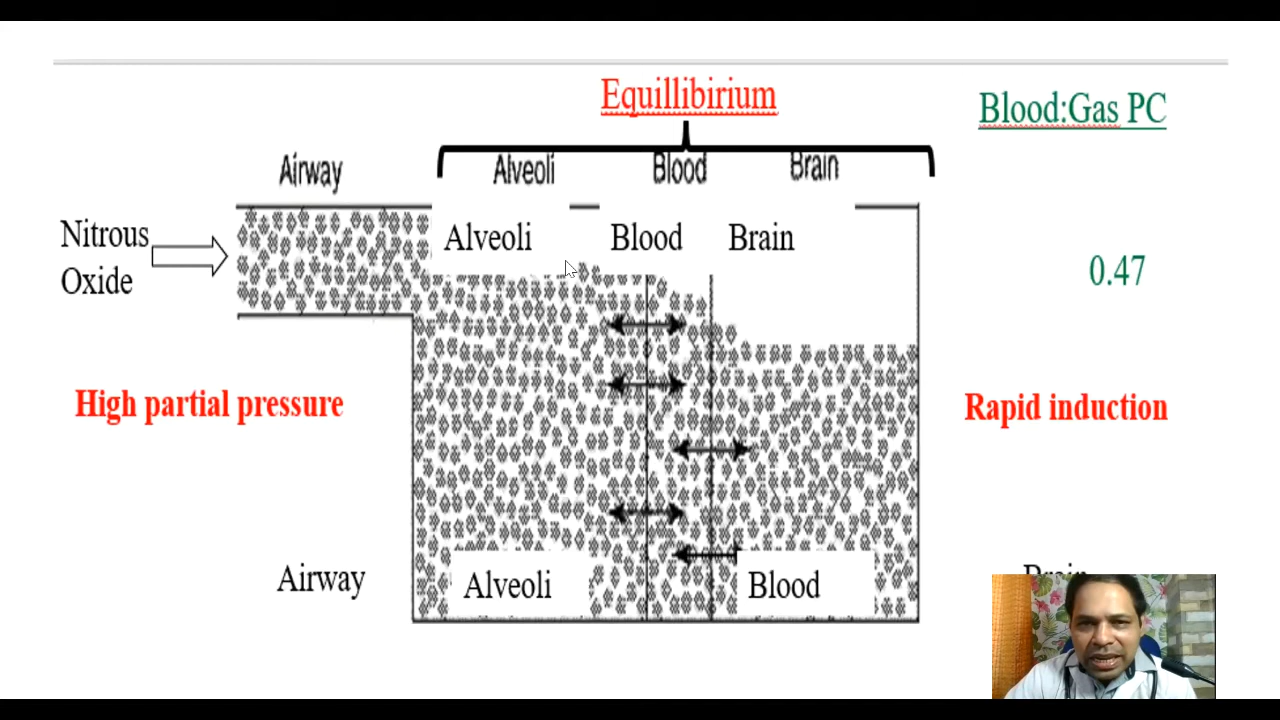 Equillibirium
Blood:Gas PC
Airway
Alveoli
Blood
Brain
Nitrous
Oxide
Alveoli
Blood
Brain
0.47
High partial pressure
Rapid induction
Airway
Alveoli
Blood
Brain